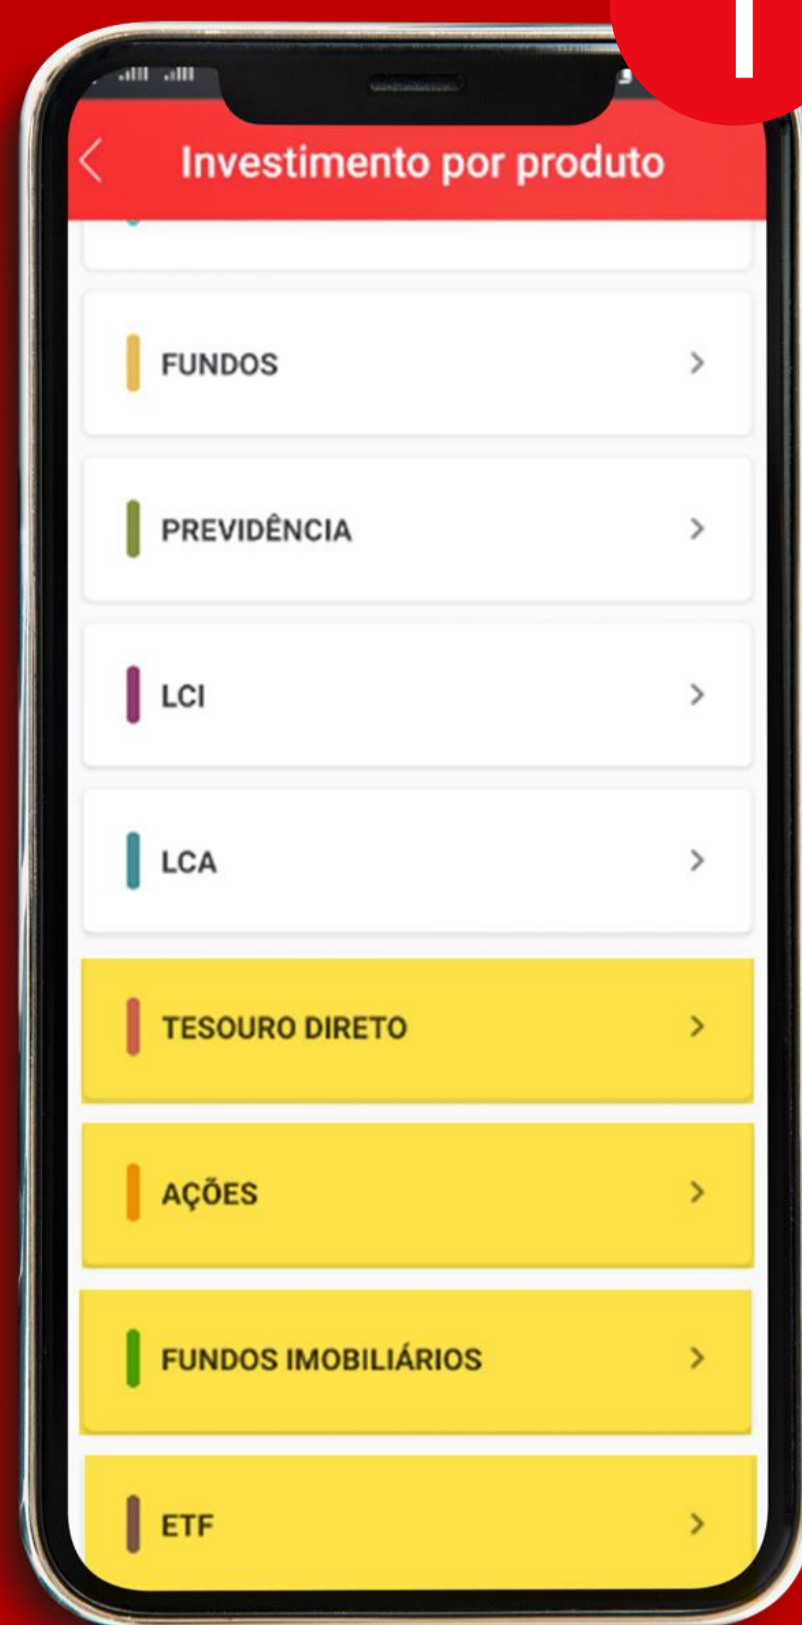 Investimento por produto
FUNDOS
PREVIDÊNCIA
LCI
LCA
TESOURO DIRETO
AÇÕES
FUNDOS IMOBILIÁRIOS
ETF